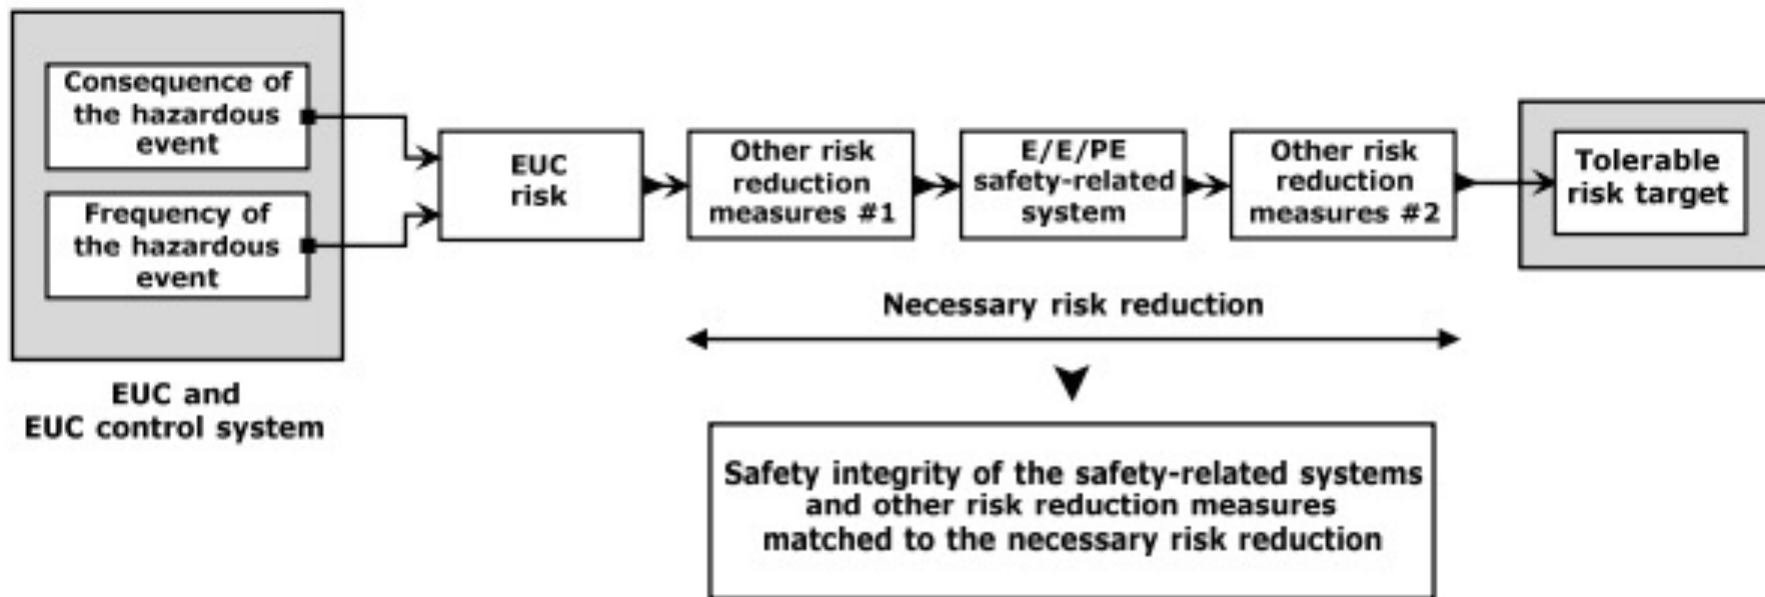 Consequence of
the hazardous
event
Frequency of
the hazardous
event
EUC and
EUC control system
EUC
risk
Other risk
reduction
measures #1
E/E/PE
safety-related
system
Other risk
reduction
measures #2
Tolerable
risk target
Necessary risk reduction
Safety integrity of the safety-related systems
and other risk reduction measures
matched to the necessary risk reduction